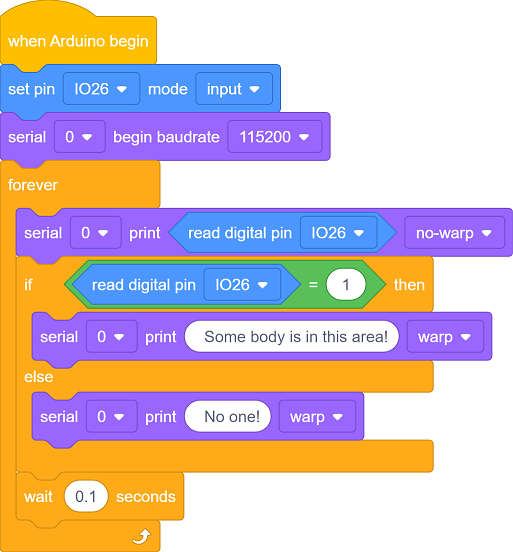 when Arduino begin
set pin IO26 mode input
serial 0 begin baudrate 115200
forever
serial 0 print read digital pin IO26 no-warp
if read digital pin IO26 = 1 then
serial 0 print Some body is in this area! warp
else
serial 0 print No one! warp
wait 0.1 seconds